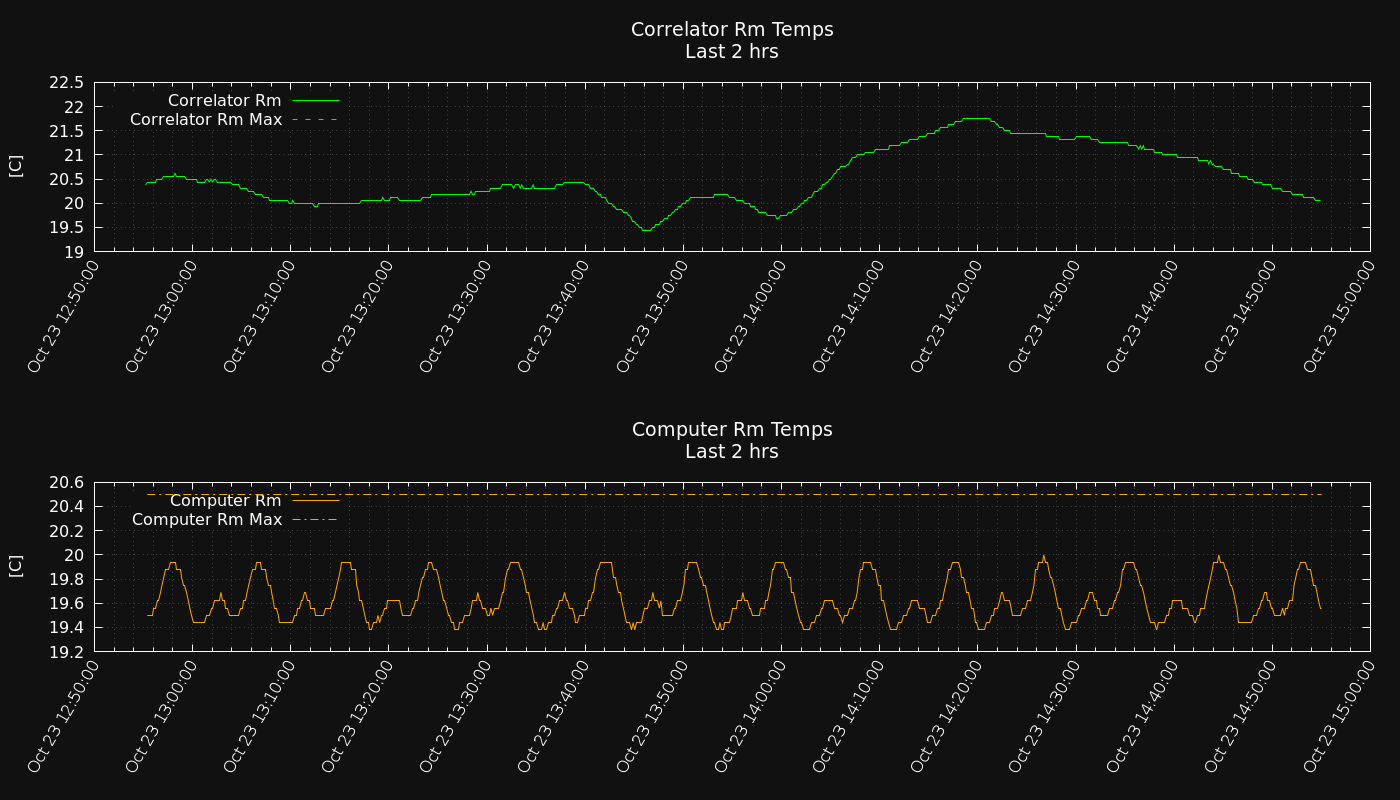 Correlator Rm Temps
Last 2 hrs
[C]
22.5
22
21.5
21
20.5
20
19.5
19
Correlator Rm
Correlator Rm Max
Oct 23 12:50:00
Oct 23 13:00:00
Oct 23 13:10:00
Oct 23 13:20:00
Oct 23 13:30:00
Oct 23 13:40:00
Oct 23 13:50:00
Oct 23 14:00:00
Oct 23 14:10:00
Oct 23 14:20:00
Oct 23 14:30:00
Oct 23 14:40:00
Oct 23 14:50:00
Oct 23 15:00:00
Computer Rm Temps
Last 2 hrs
[C]
20.6
20.4
20.2
20
19.8
19.6
19.4
19.2
Computer Rm
Computer Rm Max
Oct 23 12:50:00
Oct 23 13:00:00
Oct 23 13:10:00
Oct 23 13:20:00
Oct 23 13:30:00
Oct 23 13:40:00
Oct 23 13:50:00
Oct 23 14:00:00
Oct 23 14:10:00
Oct 23 14:20:00
Oct 23 14:30:00
Oct 23 14:40:00
Oct 23 14:50:00
Oct 23 15:00:00